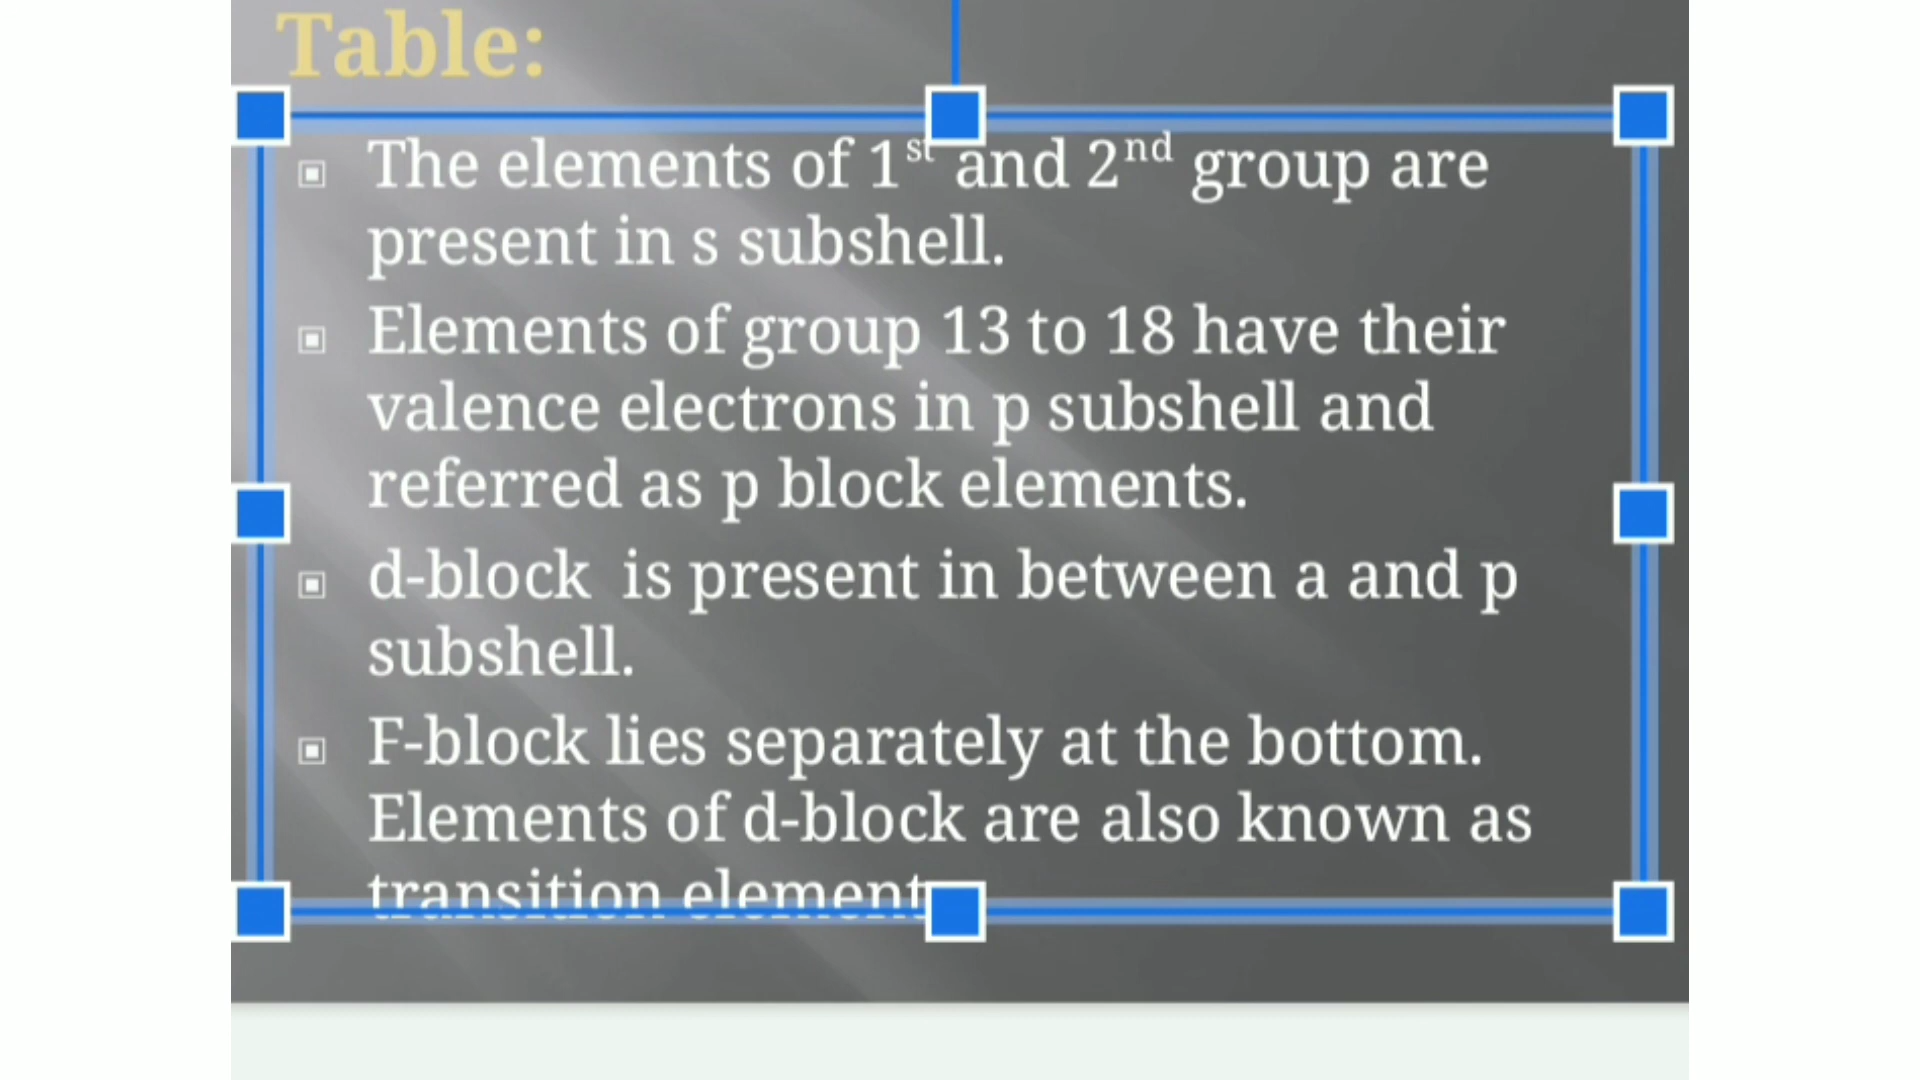 Table:
The elements of 1st and 2nd group are
present in s subshell.
Elements of group 13 to 18 have their
valence electrons in p subshell and
referred as p block elements.
d-block is present in between a and p
subshell.
F-block lies separately at the bottom.
Elements of d-block are also known as
transition element